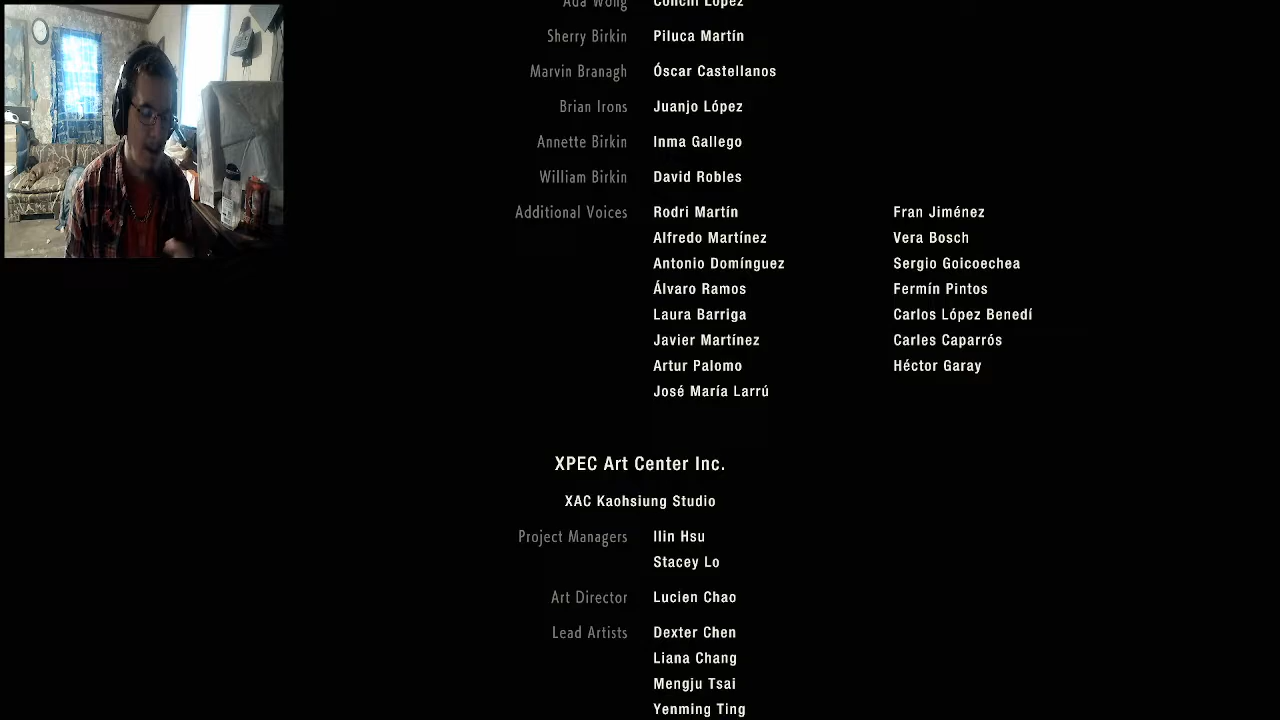 Ada Wong Conchi López
Sherry Birkin Piluca Martín
Marvin Branagh Óscar Castellanos
Brian Irons Juanjo López
Annette Birkin Inma Gallego
William Birkin David Robles
Additional Voices Rodri Martín Fran Jiménez
Alfredo Martínez Vera Bosch
Antonio Domínguez Sergio Goicoechea
Álvaro Ramos Fermín Pintos
Laura Barriga Carlos López Benedí
Javier Martínez Carles Caparrós
Artur Palomo Héctor Garay
José María Larrú
XPEC Art Center Inc.
XAC Kaohsiung Studio
Project Managers Ilin Hsu
Stacey Lo
Art Director Lucien Chao
Lead Artists Dexter Chen
Liana Chang
Mengju Tsai
Yenming Ting